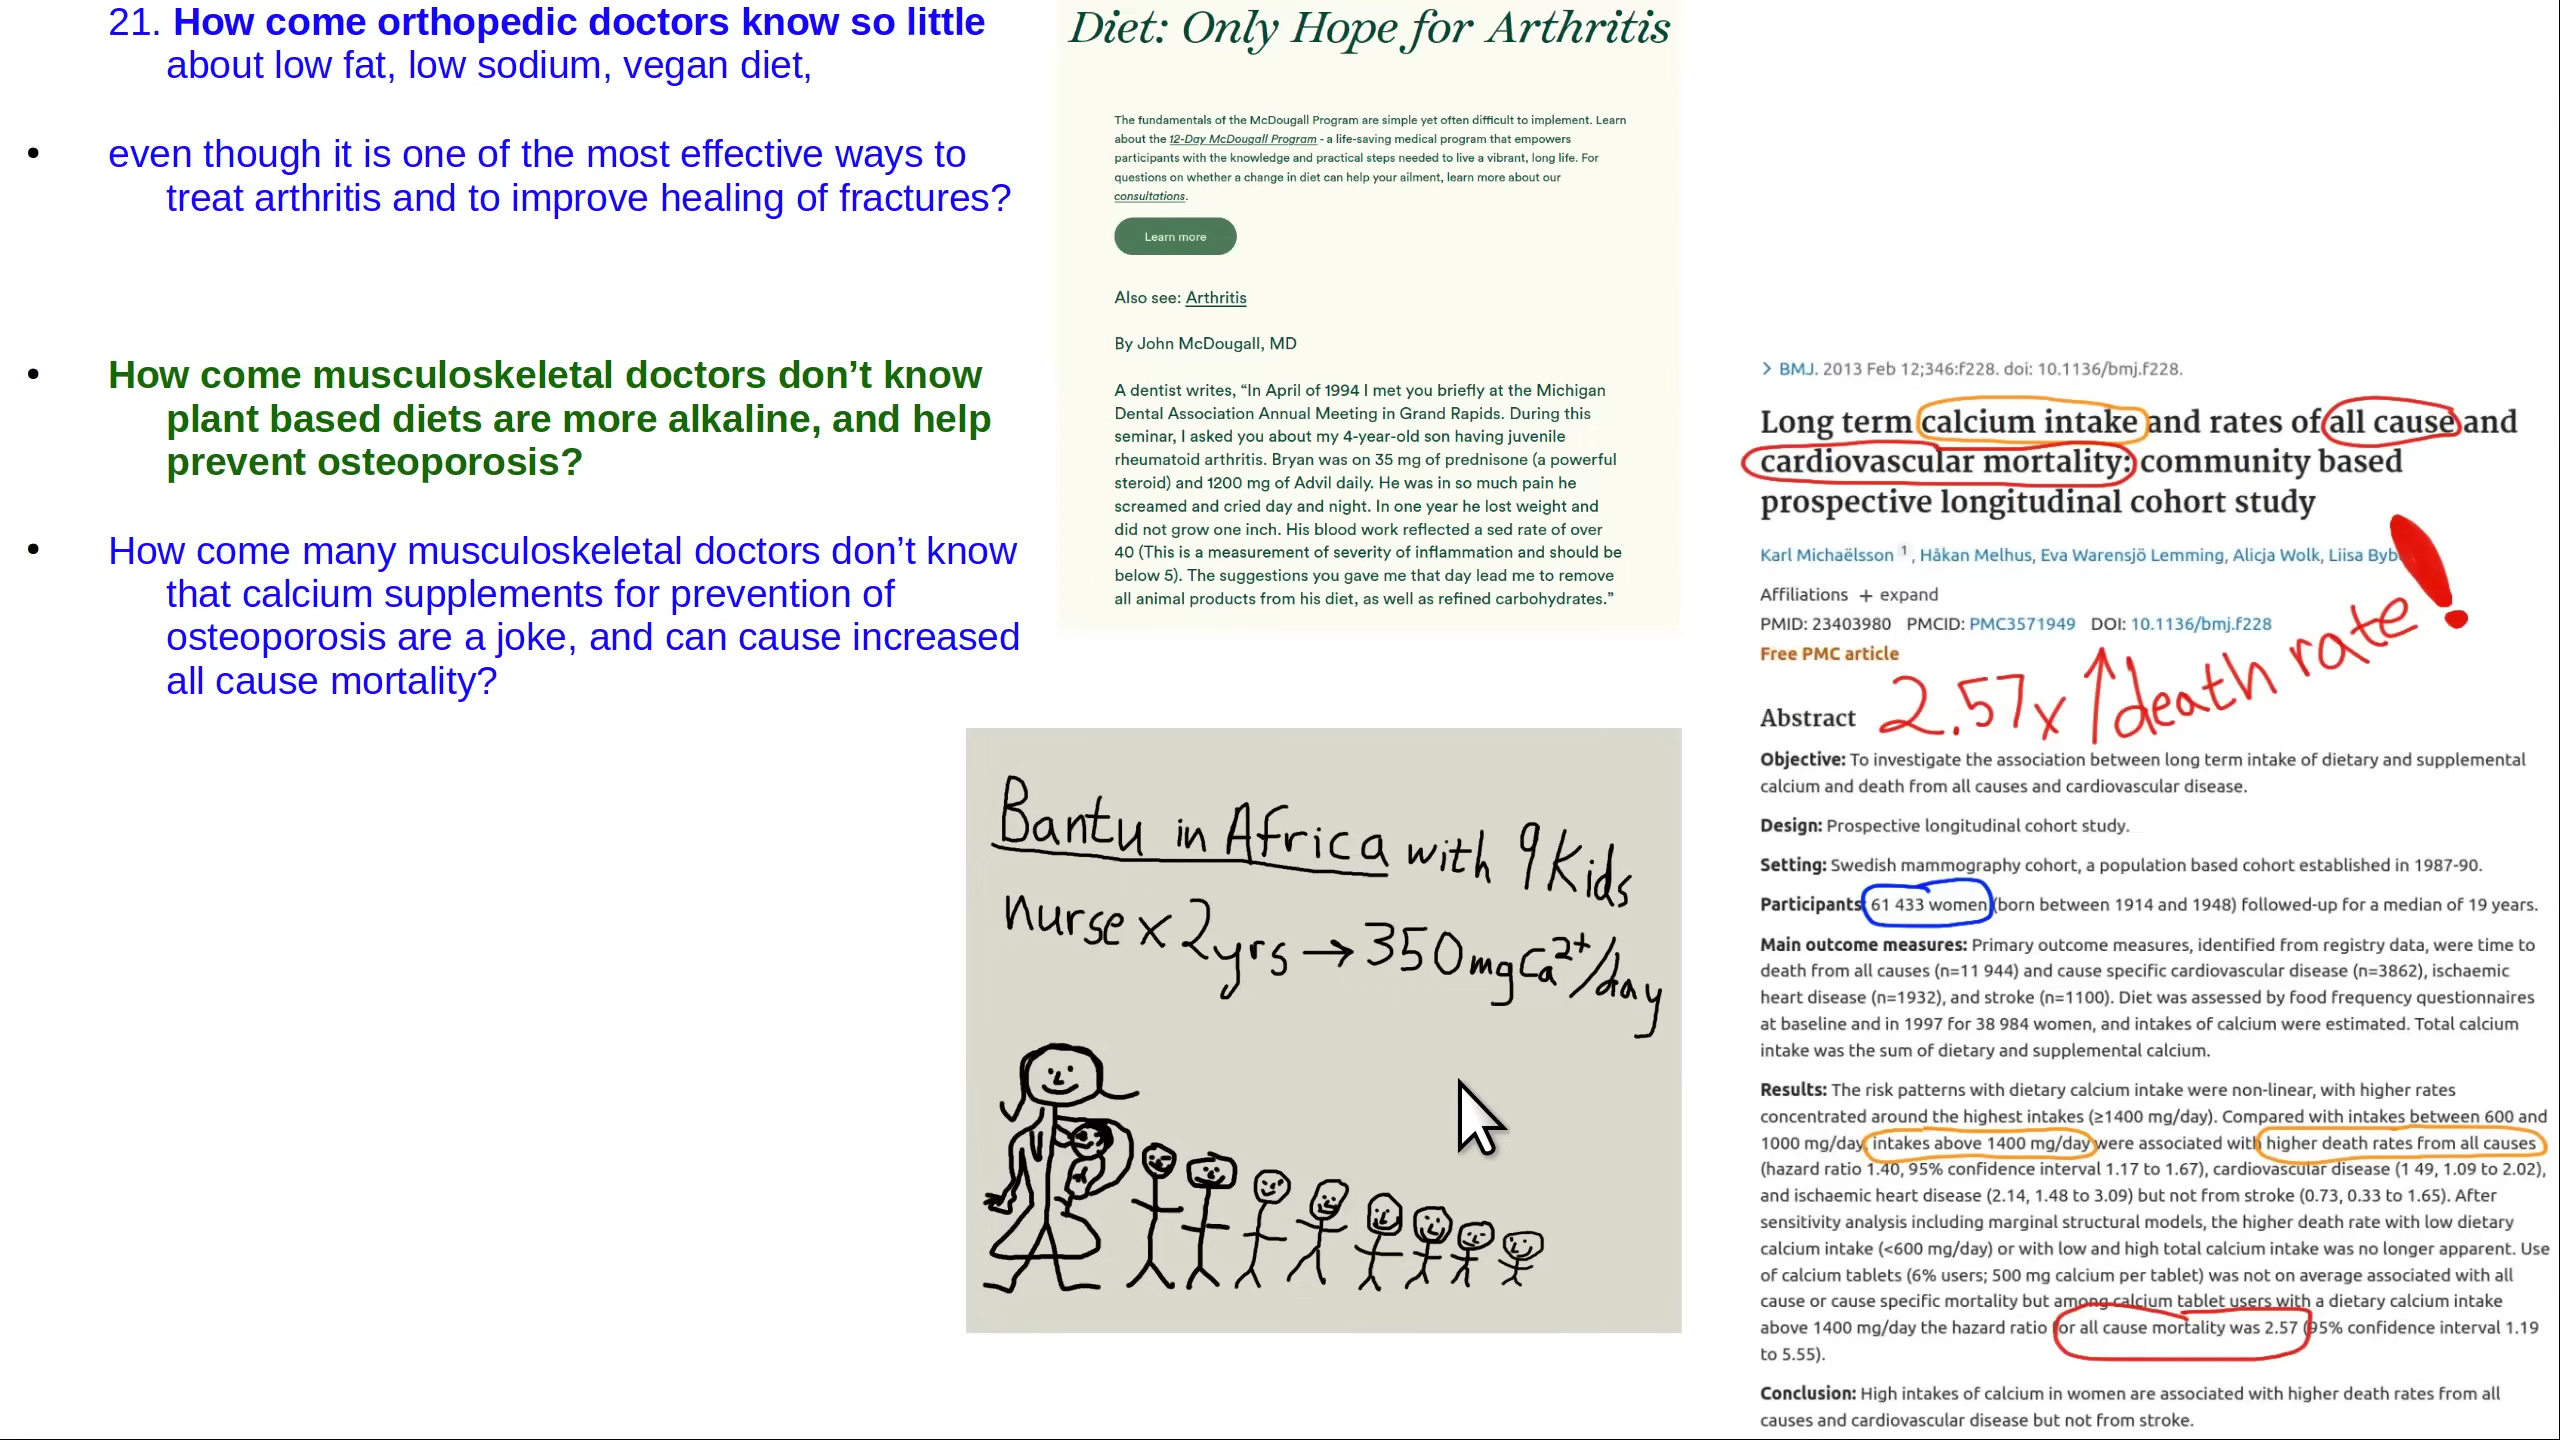 21. How come orthopedic doctors know so little
about low fat, low sodium, vegan diet,
• even though it is one of the most effective ways to
treat arthritis and to improve healing of fractures?
• How come musculoskeletal doctors don’t know
plant based diets are more alkaline, and help
prevent osteoporosis?
• How come many musculoskeletal doctors don’t know
that calcium supplements for prevention of
osteoporosis are a joke, and can cause increased
all cause mortality?
Diet: Only Hope for Arthritis
The fundamentals of the McDougall Program are simple yet often difficult to implement. Learn
about the 12-Day McDougall Program - a life-saving medical program that empowers
participants with the knowledge and practical steps needed to live a vibrant, long life. For
questions on whether a change in diet can help your ailment, learn more about our
consultations.
Learn more
Also see: Arthritis
By John McDougall, MD
A dentist writes, “In April of 1994 I met you briefly at the Michigan
Dental Association Annual Meeting in Grand Rapids. During this
seminar, I asked you about my 4-year-old son having juvenile
rheumatoid arthritis. Bryan was on 35 mg of prednisone (a powerful
steroid) and 1200 mg of Advil daily. He was in so much pain he
screamed and cried day and night. In one year he lost weight and
did not grow one inch. His blood work reflected a sed rate of over
40 (This is a measurement of severity of inflammation and should be
below 5). The suggestions you gave me that day lead me to remove
all animal products from his diet, as well as refined carbohydrates.”
Bantu in Africa with 9 Kids
nurse x 2yrs → 350mg Ca²⁺/day
> BMJ. 2013 Feb 12;346:f228. doi: 10.1136/bmj.f228.
Long term calcium intake and rates of all cause and
cardiovascular mortality: community based
prospective longitudinal cohort study
Karl Michaëlsson 1, Håkan Melhus, Eva Warensjö Lemming, Alicja Wolk, Liisa Byb
Affiliations + expand
PMID: 23403980 PMCID: PMC3571949 DOI: 10.1136/bmj.f228
Free PMC article
2.57x ↑ death rate!
Abstract
Objective: To investigate the association between long term intake of dietary and supplemental
calcium and death from all causes and cardiovascular disease.
Design: Prospective longitudinal cohort study.
Setting: Swedish mammography cohort, a population based cohort established in 1987-90.
Participants: 61 433 women (born between 1914 and 1948) followed-up for a median of 19 years.
Main outcome measures: Primary outcome measures, identified from registry data, were time to
death from all causes (n=11 944) and cause specific cardiovascular disease (n=3862), ischaemic
heart disease (n=1932), and stroke (n=1100). Diet was assessed by food frequency questionnaires
at baseline and in 1997 for 38 984 women, and intakes of calcium were estimated. Total calcium
intake was the sum of dietary and supplemental calcium.
Results: The risk patterns with dietary calcium intake were non-linear, with higher rates
concentrated around the highest intakes (≥1400 mg/day). Compared with intakes between 600 and
1000 mg/day, intakes above 1400 mg/day were associated with higher death rates from all causes
(hazard ratio 1.40, 95% confidence interval 1.17 to 1.67), cardiovascular disease (1 49, 1.09 to 2.02),
and ischaemic heart disease (2.14, 1.48 to 3.09) but not from stroke (0.73, 0.33 to 1.65). After
sensitivity analysis including marginal structural models, the higher death rate with low dietary
calcium intake (<600 mg/day) or with low and high total calcium intake was no longer apparent. Use
of calcium tablets (6% users; 500 mg calcium per tablet) was not on average associated with all
cause or cause specific mortality but among calcium tablet users with a dietary calcium intake
above 1400 mg/day the hazard ratio for all cause mortality was 2.57 (95% confidence interval 1.19
to 5.55).
Conclusion: High intakes of calcium in women are associated with higher death rates from all
causes and cardiovascular disease but not from stroke.